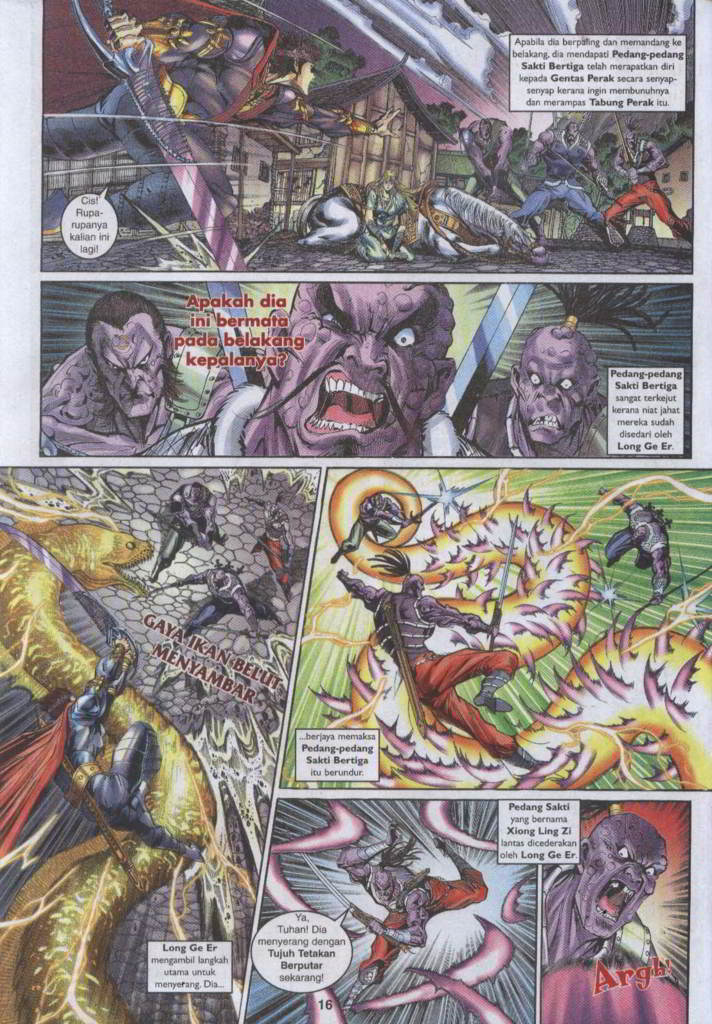 Apabila dia berpaling dan memandang ke
belakang, dia mendapati Pedang-pedang
Sakti Bertiga telah merapatkan diri
kepada Gentas Perak secara senyap-
senyap kerana ingin membunuhnya
dan merampas Tabung Perak itu.
Cis!
Rupa-
rupanya
kalian ini
lagi!
Apakah dia
ini bermata
pada belakang
kepalanya?
Pedang-pedang
Sakti Bertiga
sangat terkejut
kerana niat jahat
mereka sudah
disedari oleh
Long Ge Er.
GAYA IKAN BELUT
MENYAMBAR
Long Ge Er
mengambil langkah
utama untuk
menyerang. Dia...
...berjaya memaksa
Pedang-pedang
Sakti Bertiga
itu berundur.
Pedang Sakti
yang bernama
Xiong Ling Zi
lantas dicederakan
oleh Long Ge Er.
Ya,
Tuhan! Dia
menyerang dengan
Tujuh Tetakan
Berputar
sekarang!
Argh!
16